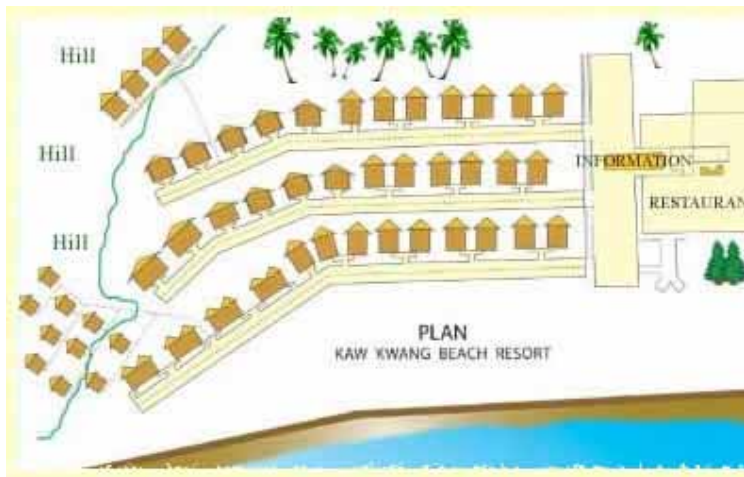 Hill
Hill
INFORMATION
RESTAURAN
Hill
PLAN
KAW KWANG BEACH RESORT